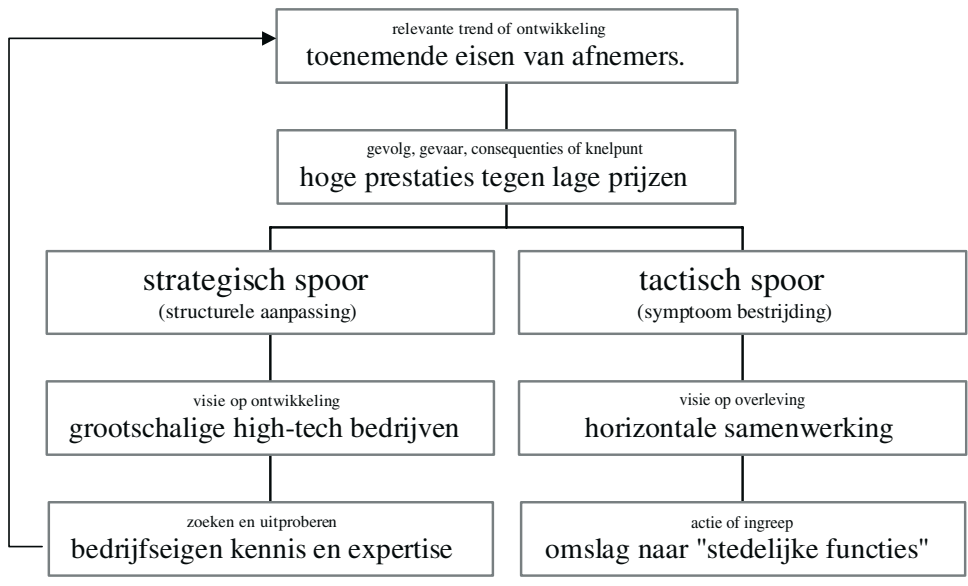 relevante trend of ontwikkeling
toenemende eisen van afnemers.
gevolg, gevaar, consequenties of knelpunt
hoge prestaties tegen lage prijzen
strategisch spoor
(structurele aanpassing)
tactisch spoor
(symptoom bestrijding)
visie op ontwikkeling
grootschalige high-tech bedrijven
visie op overleving
horizontale samenwerking
zoeken en uitproberen
bedrijfseigen kennis en expertise
actie of ingreep
omslag naar "stedelijke functies"